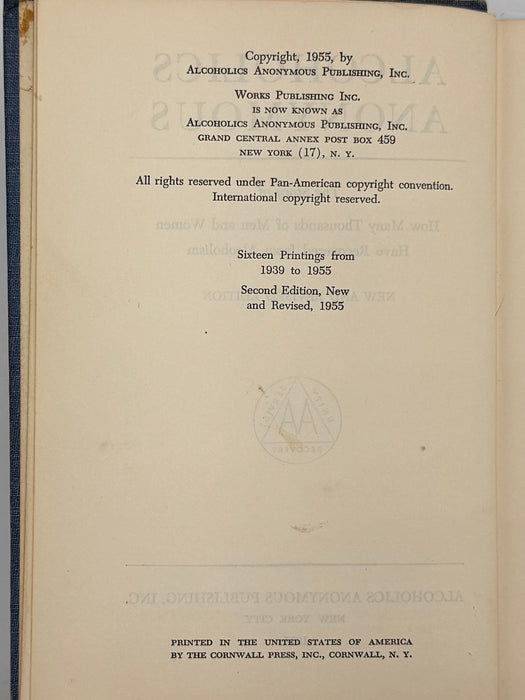 Copyright, 1955, by
Alcoholics Anonymous Publishing, Inc.
Works Publishing Inc.
is now known as
Alcoholics Anonymous Publishing, Inc.
grand central annex post box 459
new york (17), n. y.
All rights reserved under Pan-American copyright convention.
International copyright reserved.
Sixteen Printings from
1939 to 1955
Second Edition, New
and Revised, 1955
PRINTED IN THE UNITED STATES OF AMERICA
BY THE CORNWALL PRESS, INC., CORNWALL, N. Y.